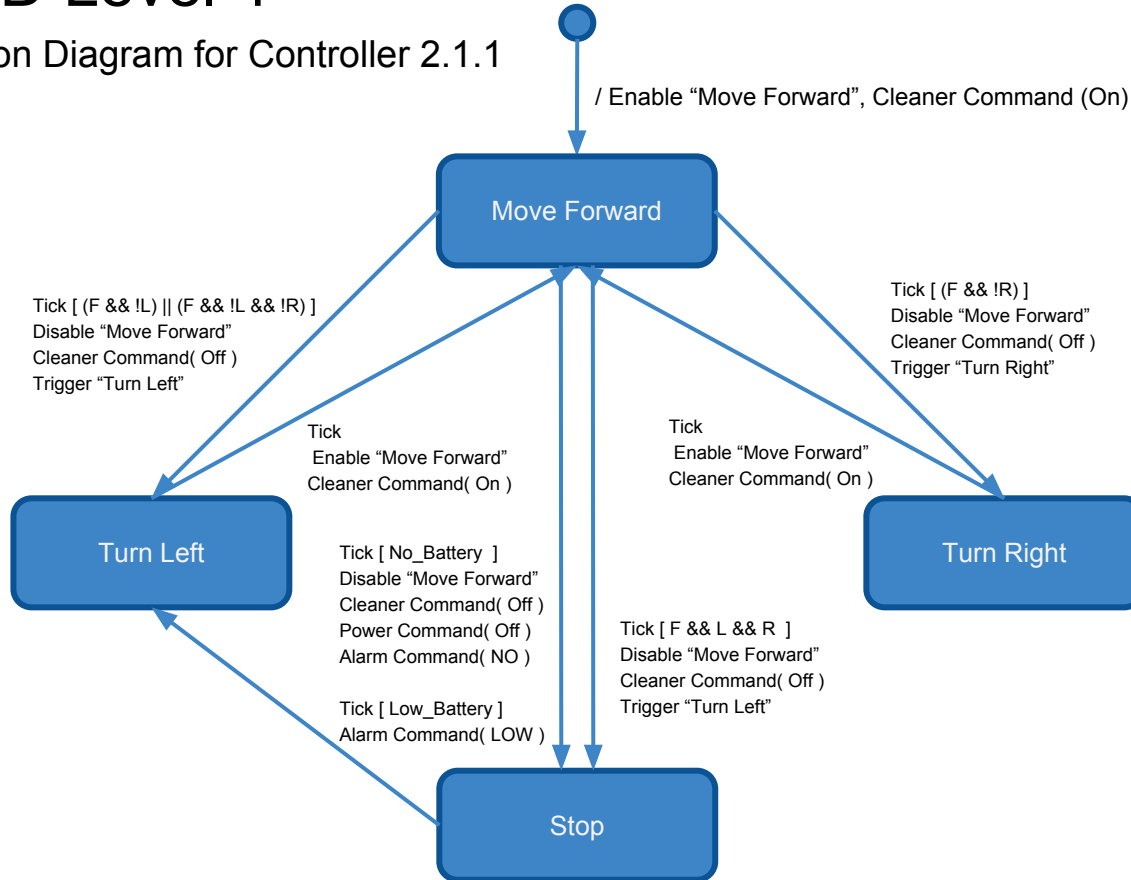 D Level 4
on Diagram for Controller 2.1.1
/ Enable “Move Forward”, Cleaner Command (On)
Move Forward
Tick [ (F && !L) || (F && !L && !R) ]
Disable “Move Forward”
Cleaner Command( Off )
Trigger “Turn Left”
Tick [ (F && !R) ]
Disable “Move Forward”
Cleaner Command( Off )
Trigger “Turn Right”
Tick
Enable “Move Forward”
Cleaner Command( On )
Tick
Enable “Move Forward”
Cleaner Command( On )
Turn Left
Turn Right
Tick [ No_Battery ]
Disable “Move Forward”
Cleaner Command( Off )
Power Command( Off )
Alarm Command( NO )
Tick [ Low_Battery ]
Alarm Command( LOW )
Tick [ F && L && R ]
Disable “Move Forward”
Cleaner Command( Off )
Trigger “Turn Left”
Stop